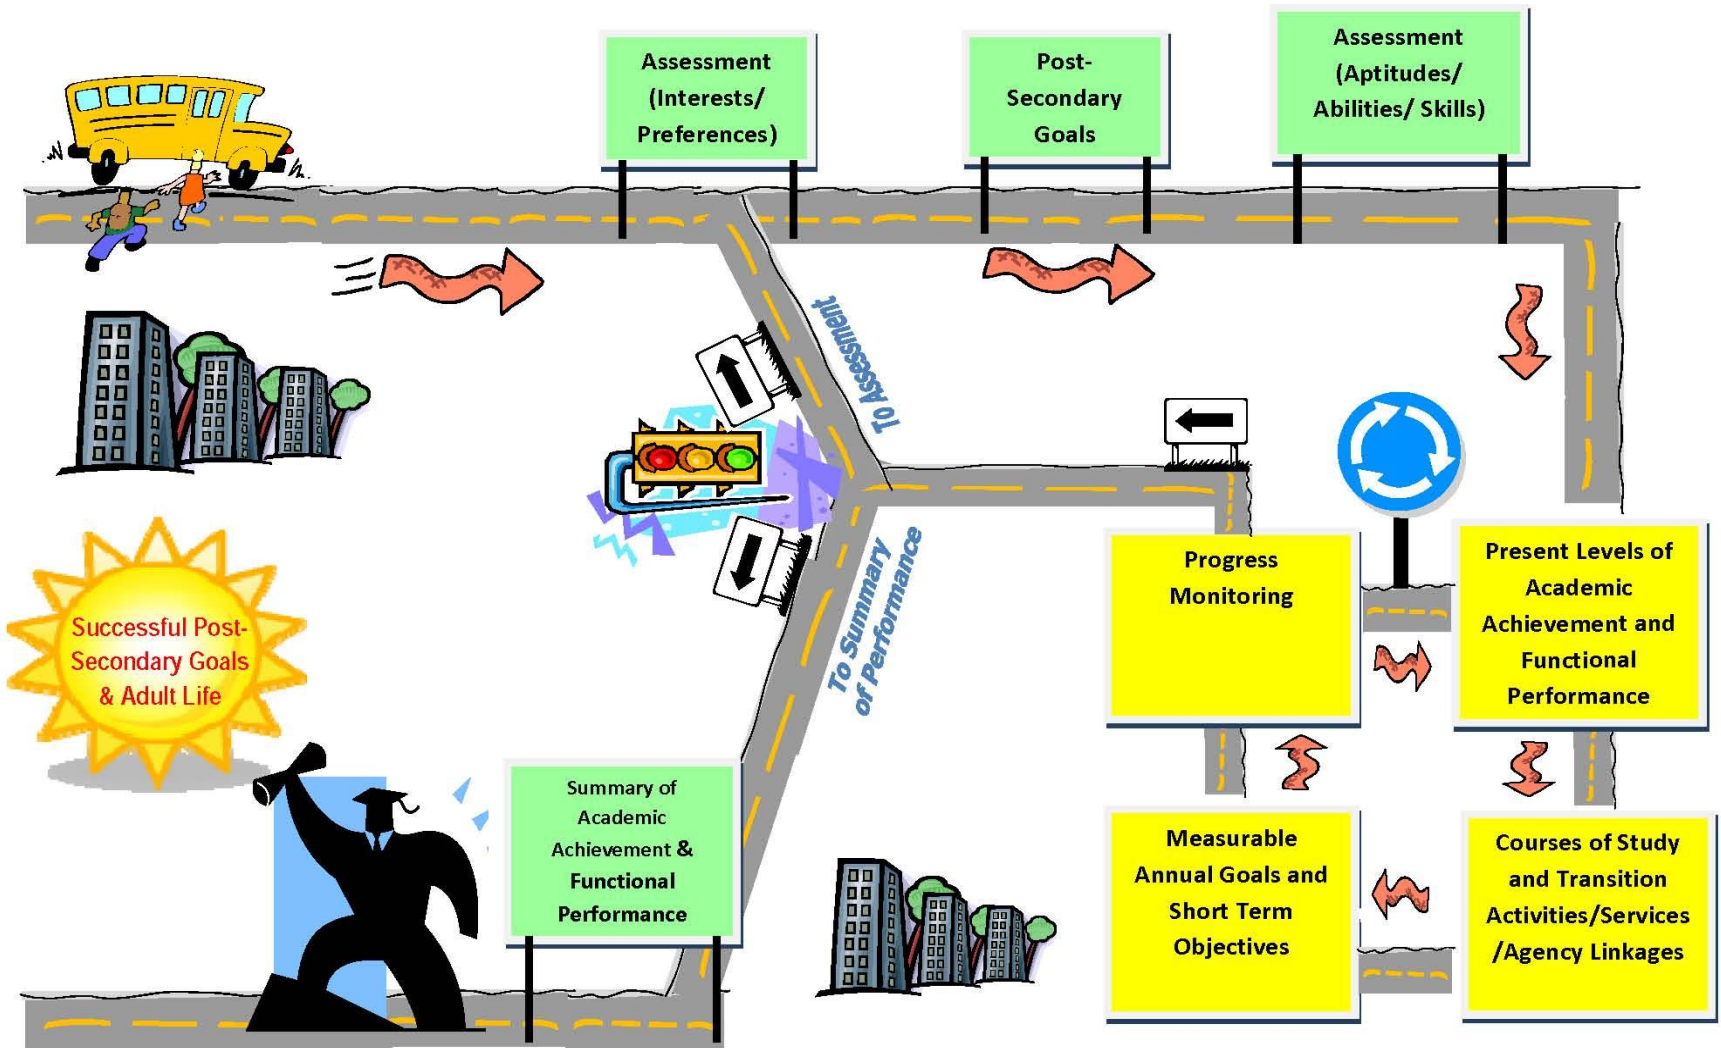 Assessment
(Interests/
Preferences)
Post-
Secondary
Goals
Assessment
(Aptitudes/
Abilities/ Skills)
To Assessment
To Summary
of Performance
Progress
Monitoring
Present Levels of
Academic
Achievement and
Functional
Performance
Successful Post-
Secondary Goals
& Adult Life
Summary of
Academic
Achievement &
Functional
Performance
Measurable
Annual Goals and
Short Term
Objectives
Courses of Study
and Transition
Activities/Services
/Agency Linkages